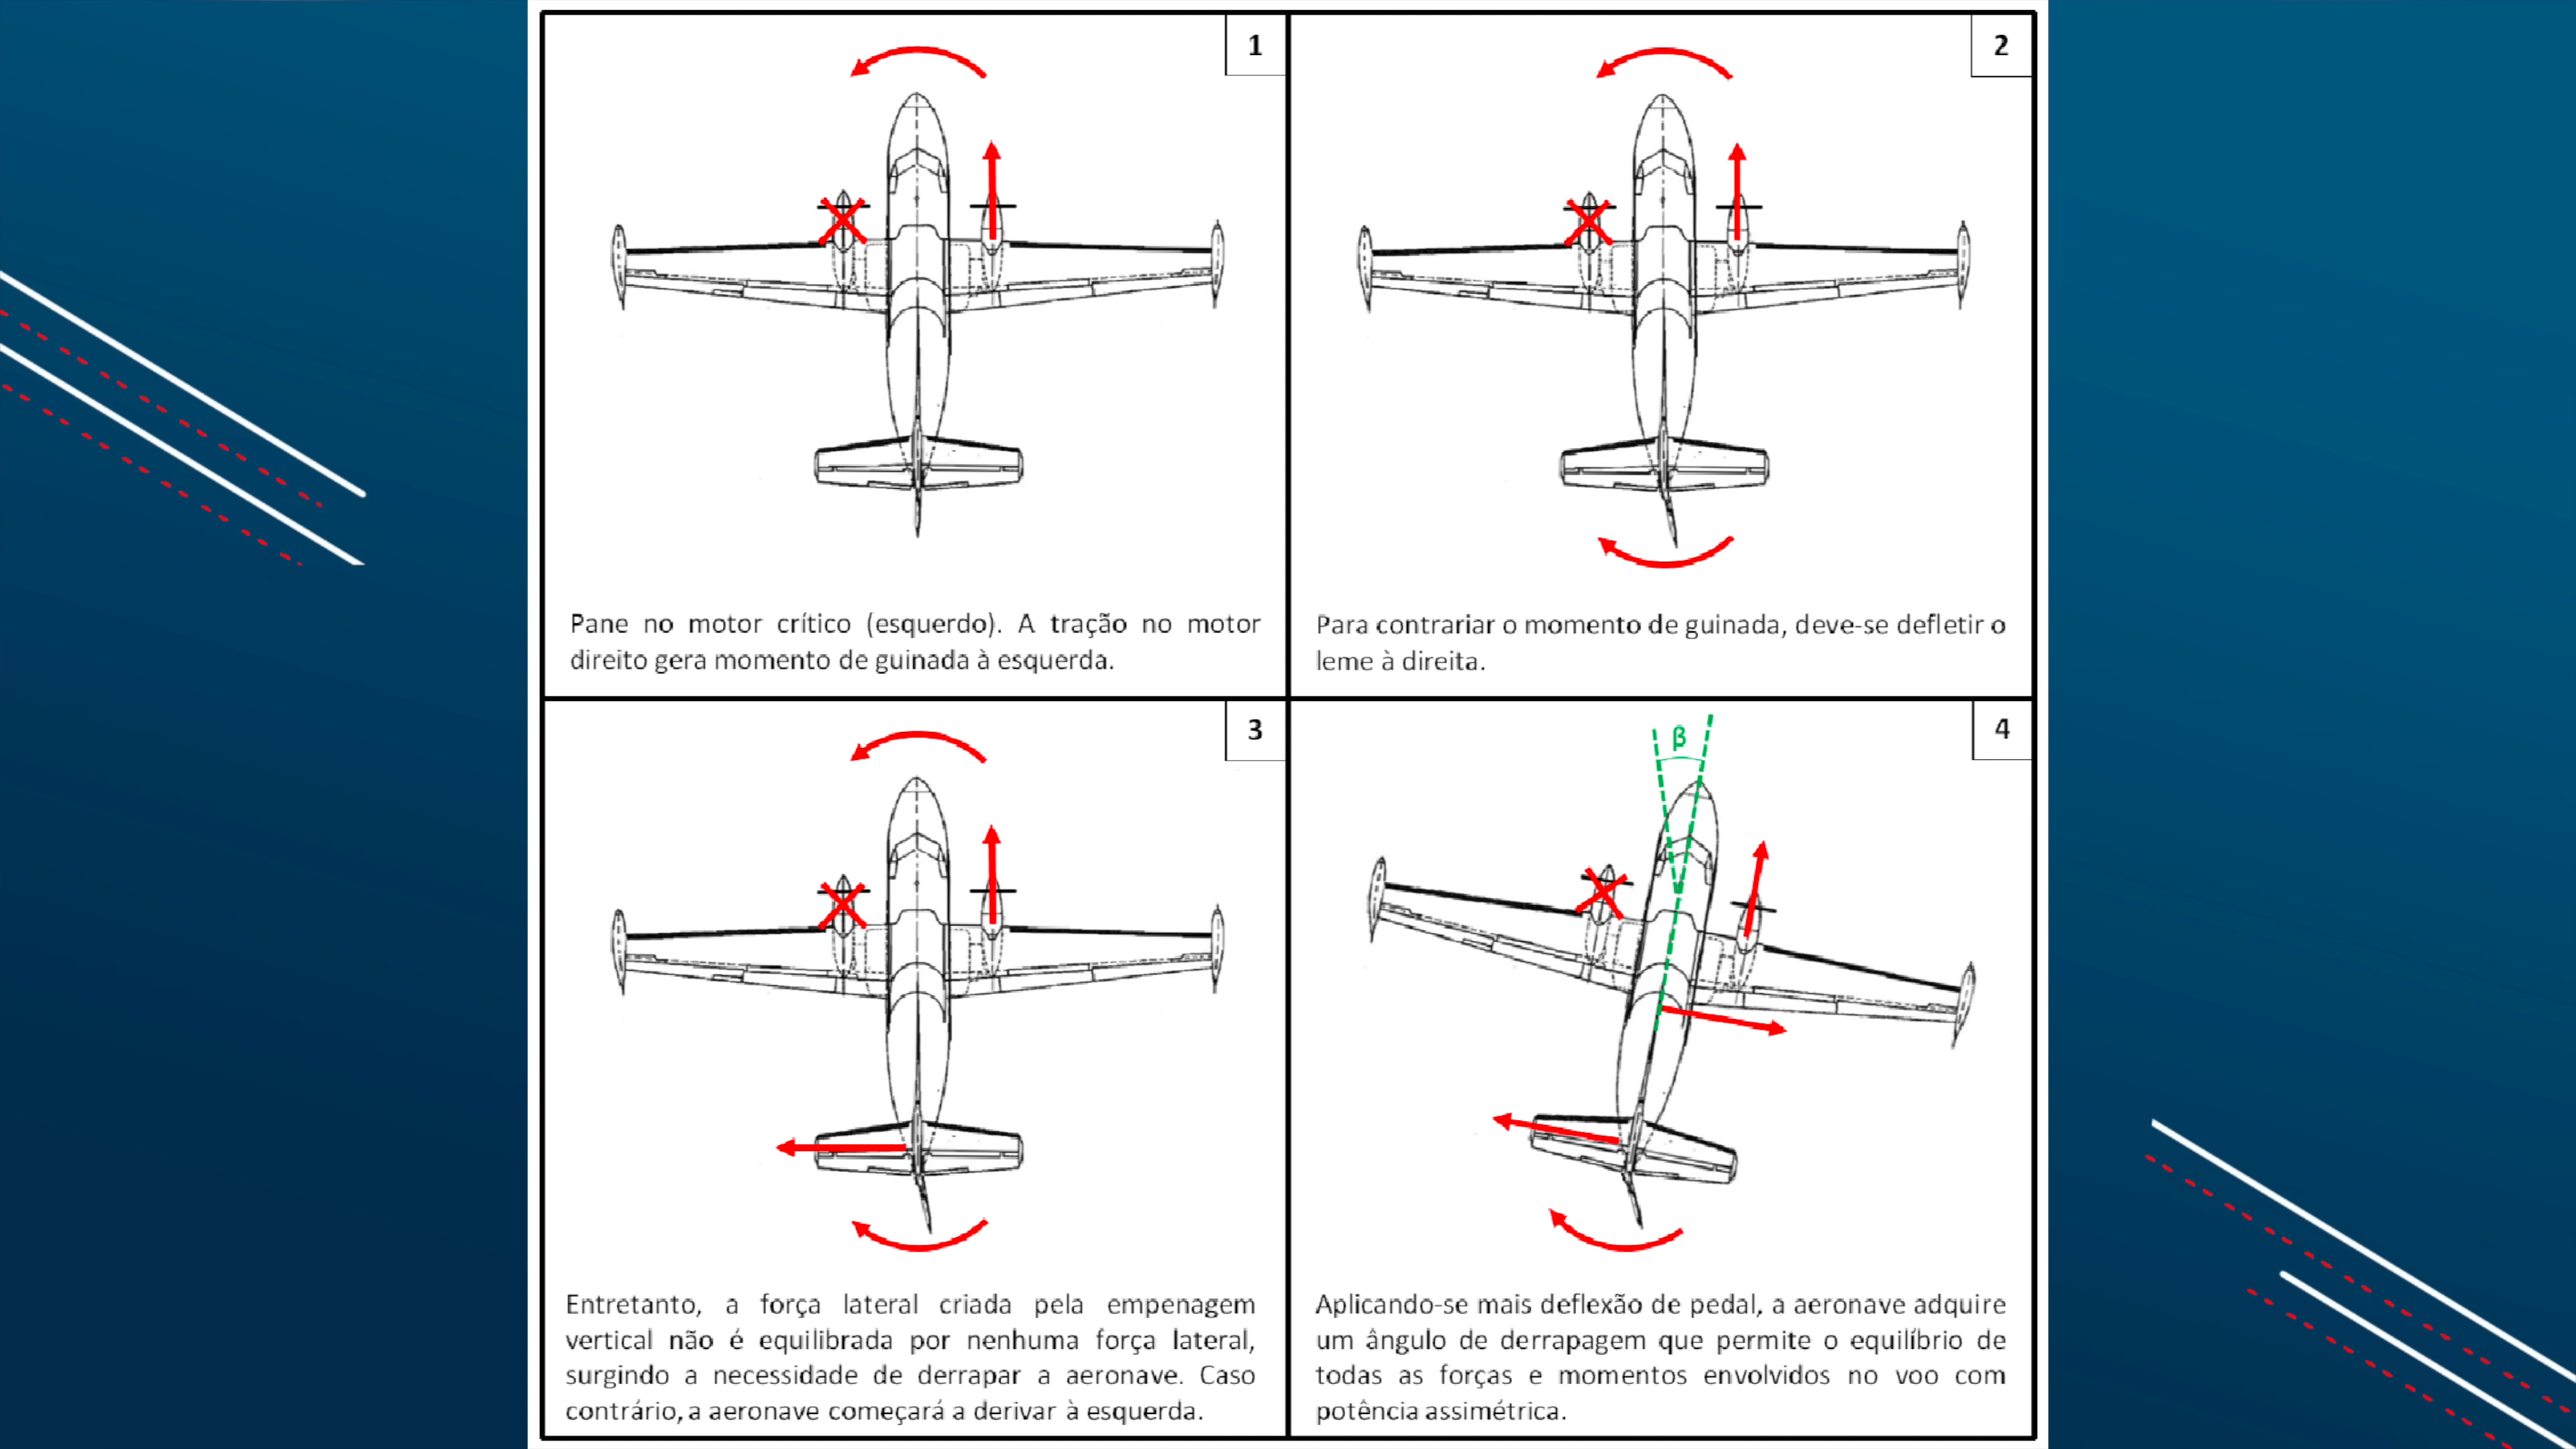 1
Pane no motor crítico (esquerdo). A tração no motor
direito gera momento de guinada à esquerda.
2
Para contrariar o momento de guinada, deve-se defletir o
leme à direita.
3
Entretanto, a força lateral criada pela empenagem
vertical não é equilibrada por nenhuma força lateral,
surgindo a necessidade de derrapar a aeronave. Caso
contrário, a aeronave começará a derivar à esquerda.
4
β
Aplicando-se mais deflexão de pedal, a aeronave adquire
um ângulo de derrapagem que permite o equilíbrio de
todas as forças e momentos envolvidos no voo com
potência assimétrica.